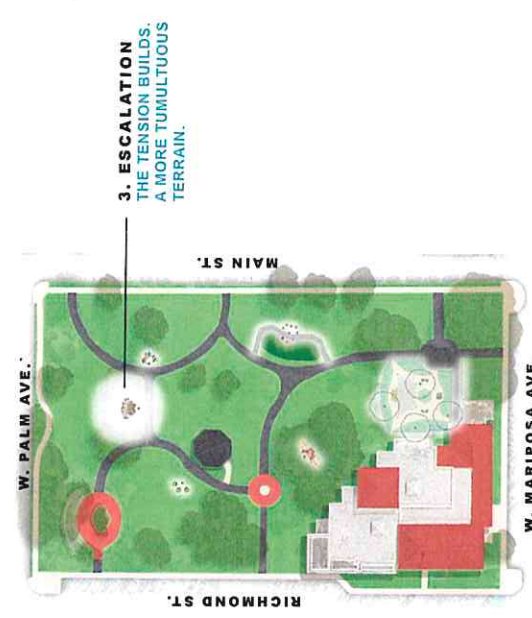 3. ESCALATION
THE TENSION BUILDS.
A MORE TUMULTUOUS
TERRAIN.
W. PALM AVE.
MAIN ST.
RICHMOND ST.
W. MARIPOSA AVE.